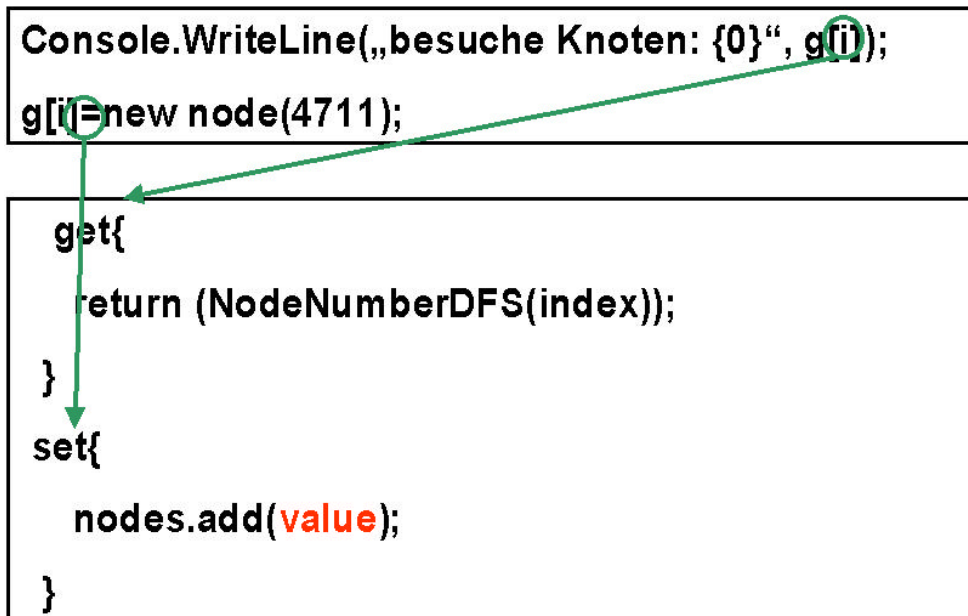 Console.WriteLine(„besuche Knoten: {0}“, g[i]);
g[i]=new node(4711);
get{
return (NodeNumberDFS(index));
}
set{
nodes.add(value);
}